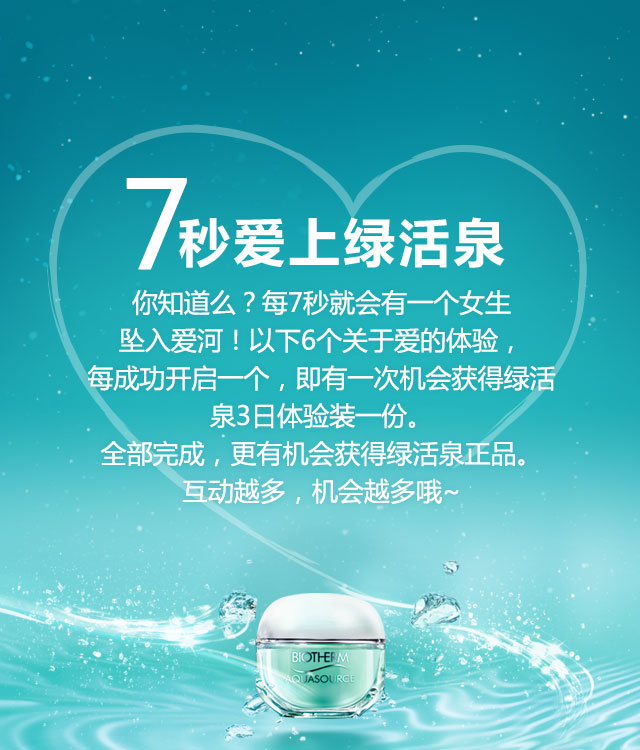 7秒爱上绿活泉
你知道么？每7秒就会有一个女生
坠入爱河！以下6个关于爱的体验，
每成功开启一个，即有一次机会获得绿活
泉3日体验装一份。
全部完成，更有机会获得绿活泉正品。
互动越多，机会越多哦~
BIOTHERM
AQUASOURCE